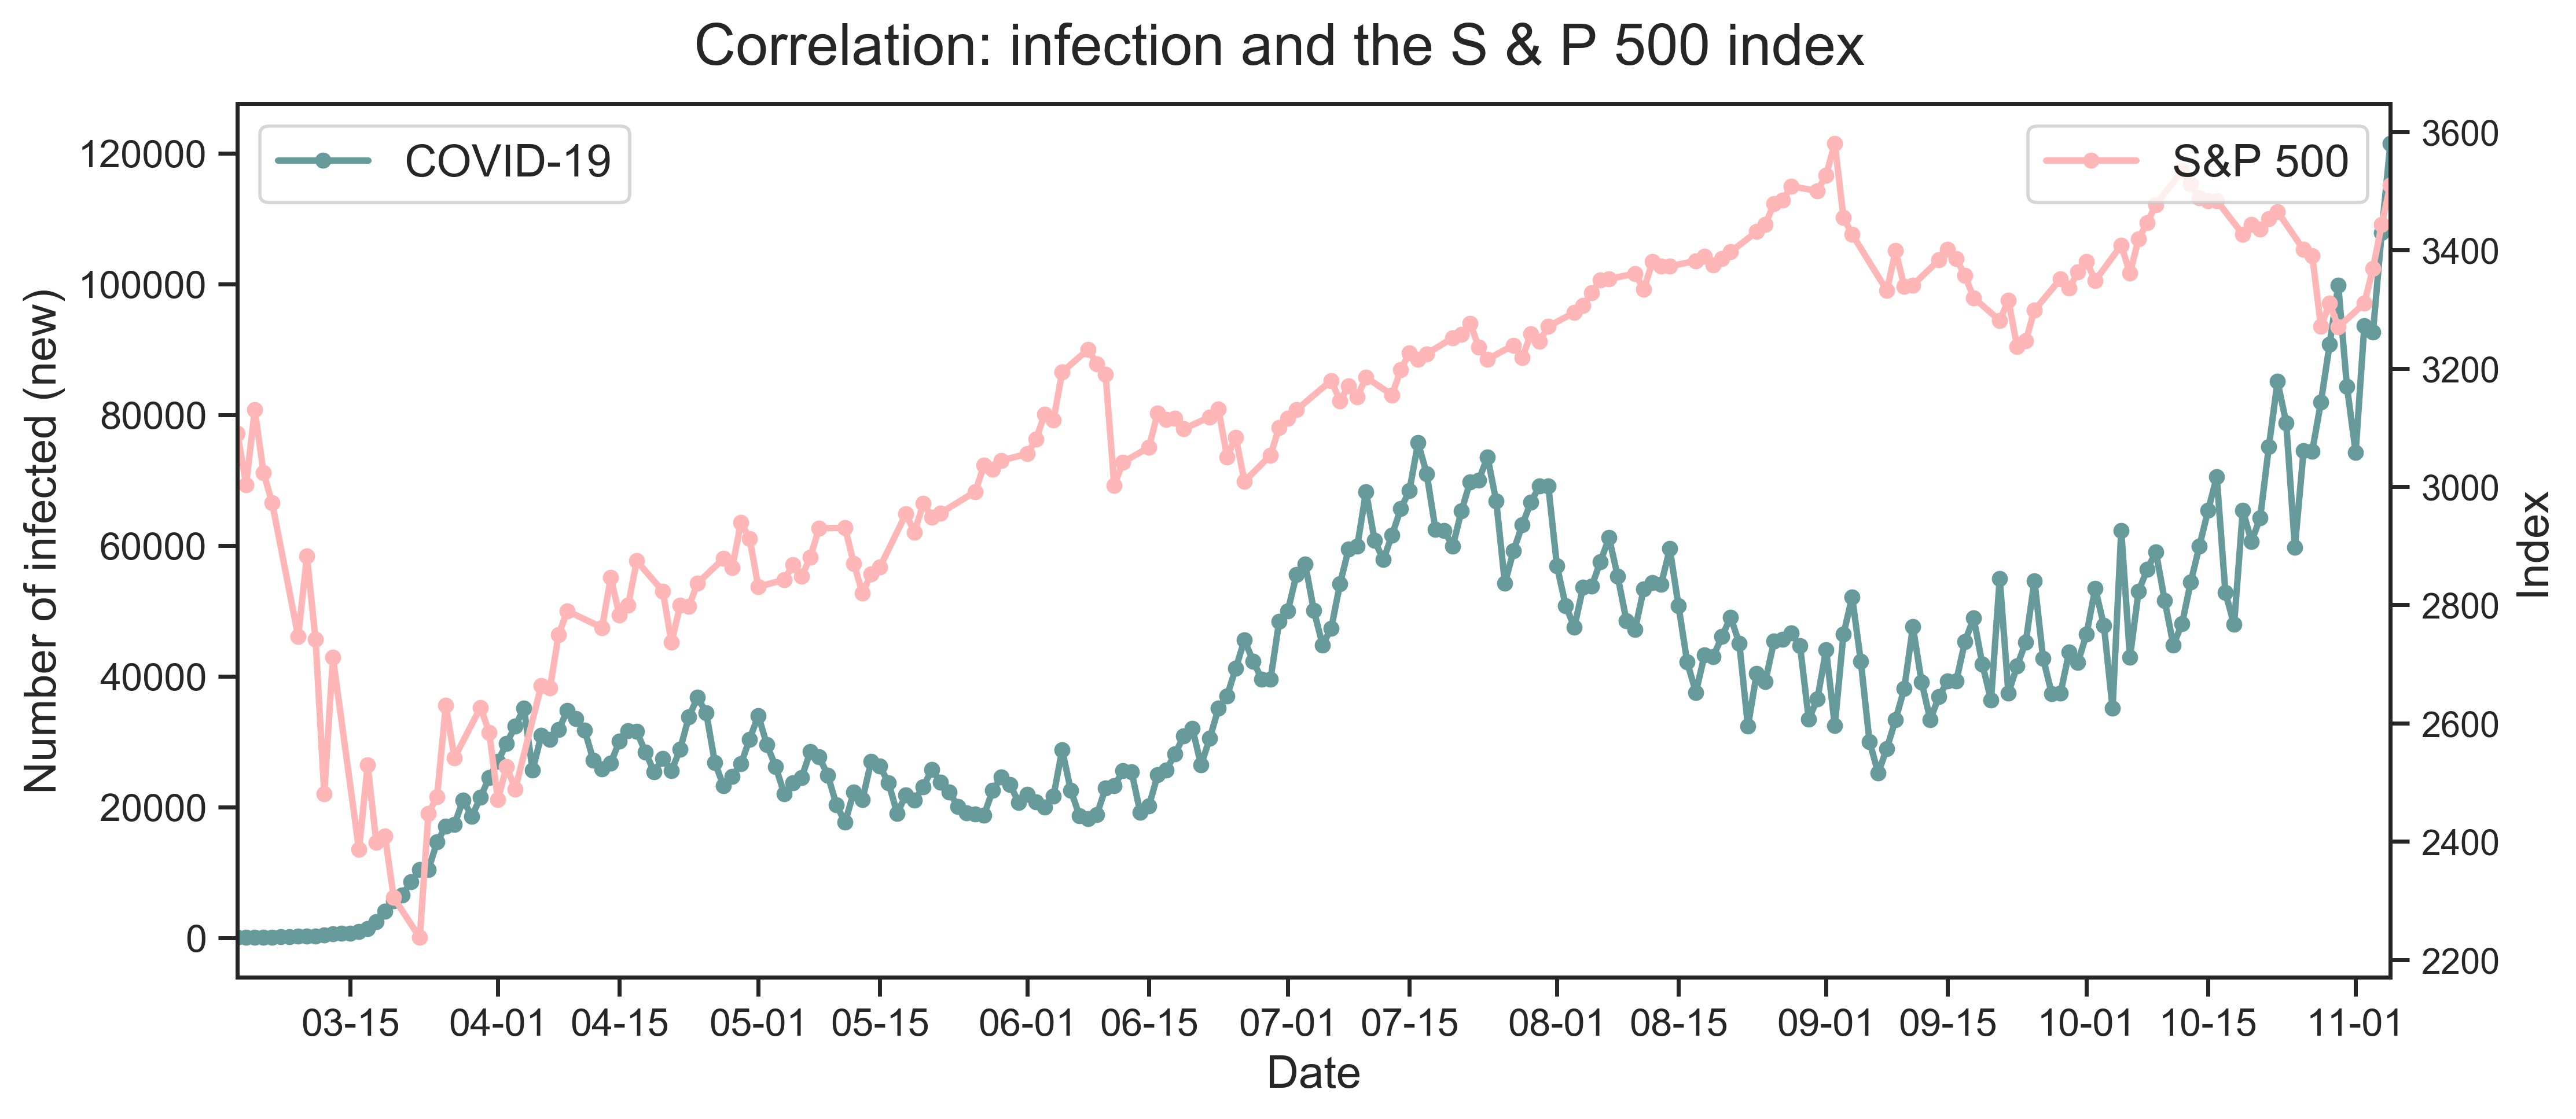 Correlation: infection and the S & P 500 index
COVID-19
S&P 500
Number of infected (new)
120000
100000
80000
60000
40000
20000
0
3600
3400
3200
3000
2800
2600
2400
2200
Index
03-15 04-01 04-15 05-01 05-15 06-01 06-15 07-01 07-15 08-01 08-15 09-01 09-15 10-01 10-15 11-01
Date